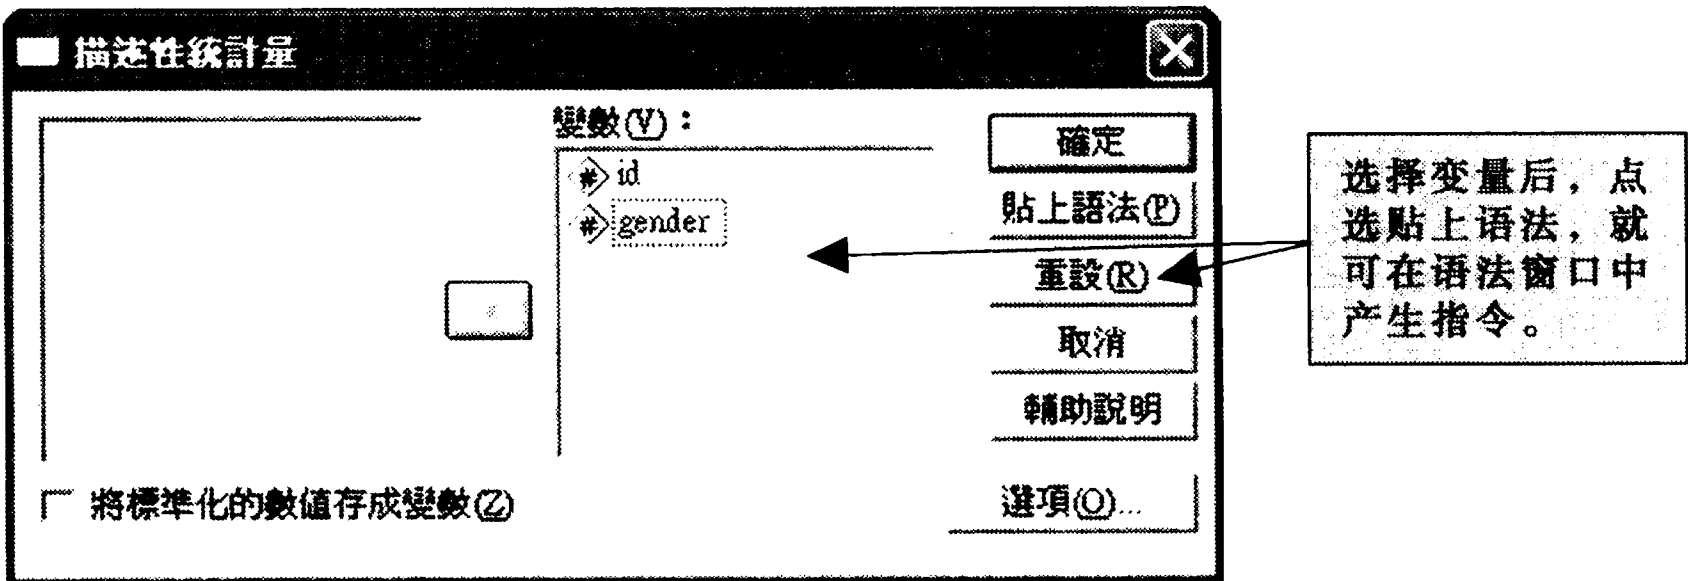 描述性統計量
變數(V)：
id
gender
確定
貼上語法(P)
重設(R)
取消
輔助說明
選項(O)...
將標準化的數值存成變數(Z)
选择变量后，点
选贴上语法，就
可在语法窗口中
产生指令。